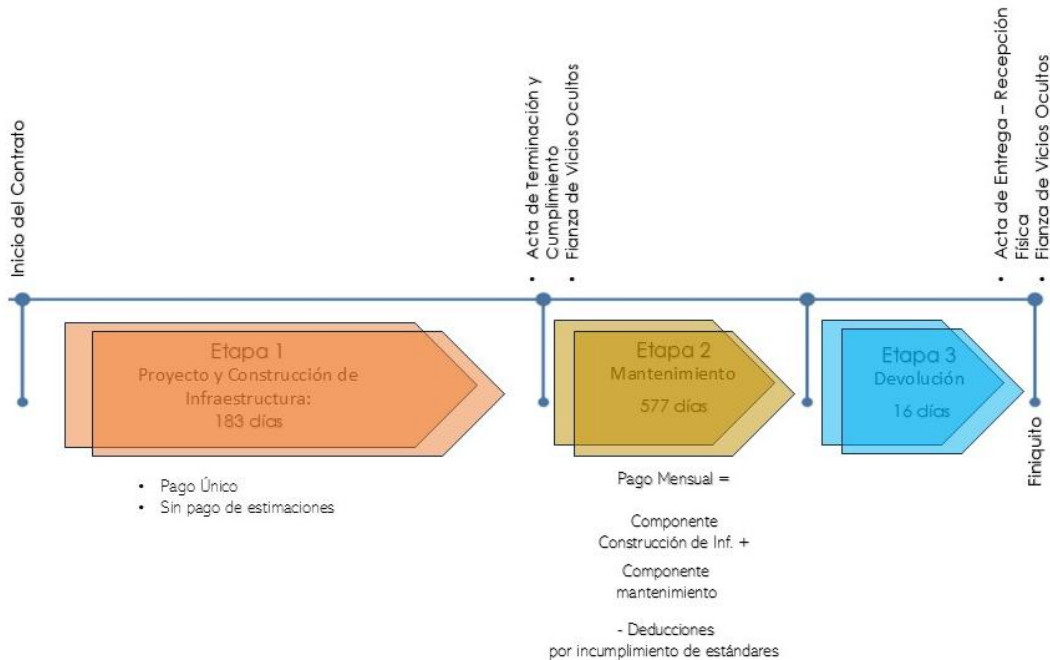 Inicio del Contrato
• Acta de Terminación y
Cumplimiento
• Fianza de Vicios Ocultos
• Acta de Entrega – Recepción
Física
• Fianza de Vicios Ocultos
Etapa 1
Proyecto y Construcción de
Infraestructura:
183 días
Etapa 2
Mantenimiento
577 días
Etapa 3
Devolución
16 días
Finiquito
• Pago Único
• Sin pago de estimaciones
Pago Mensual =
Componente
Construcción de Inf. +
Componente
mantenimiento
- Deducciones
por incumplimiento de estándares